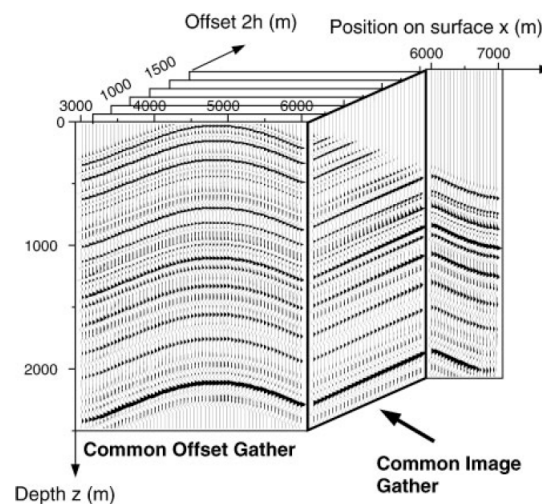 Offset 2h (m)
Position on surface x (m)
1000
1500
6000
7000
3000
4000
5000
6000
0
1000
2000
Common Offset Gather
Common Image
Gather
Depth z (m)